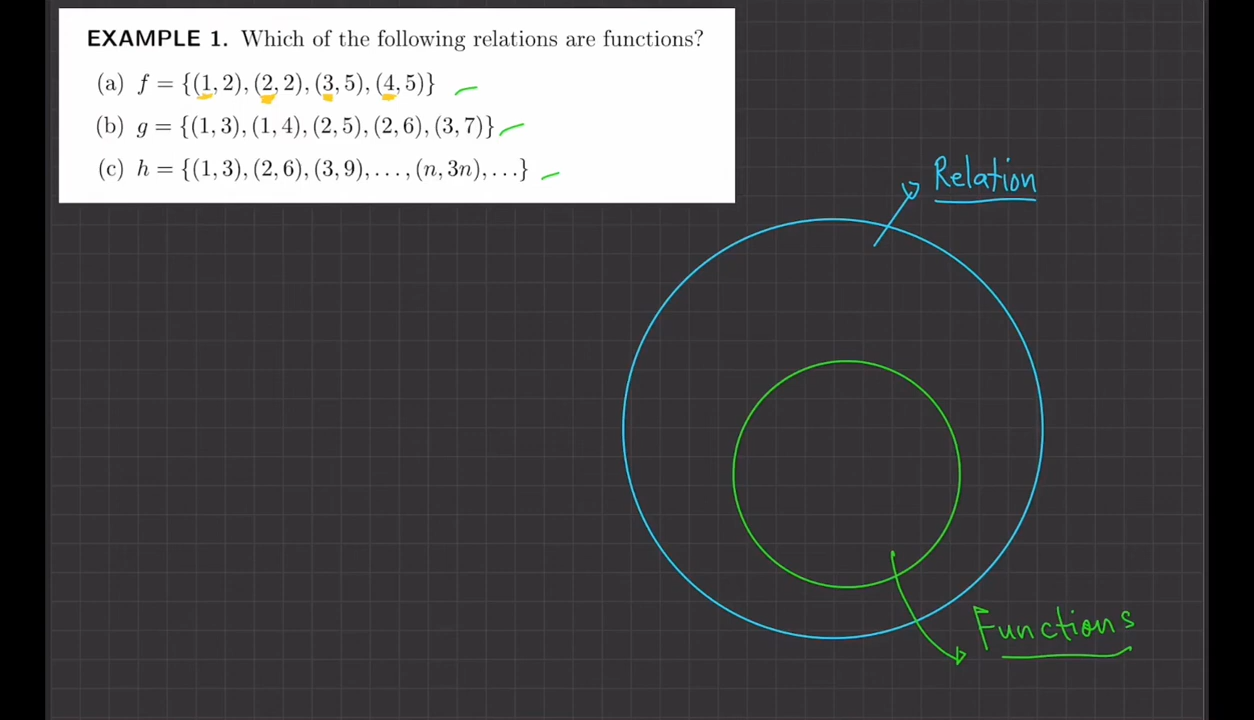 EXAMPLE 1. Which of the following relations are functions?
(a) f = {(1, 2), (2, 2), (3, 5), (4, 5)}
(b) g = {(1, 3), (1, 4), (2, 5), (2, 6), (3, 7)}
(c) h = {(1, 3), (2, 6), (3, 9), . . . , (n, 3n), . . .}
Relation
Functions